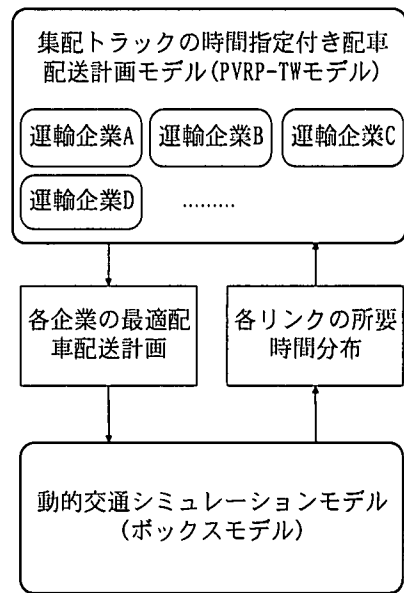 集配トラックの時間指定付き配車
配送計画モデル(PVRP-TWモデル)
運輸企業A 運輸企業B 運輸企業C
運輸企業D ………
各企業の最適配
車配送計画
各リンクの所要
時間分布
動的交通シミュレーションモデル
(ボックスモデル)